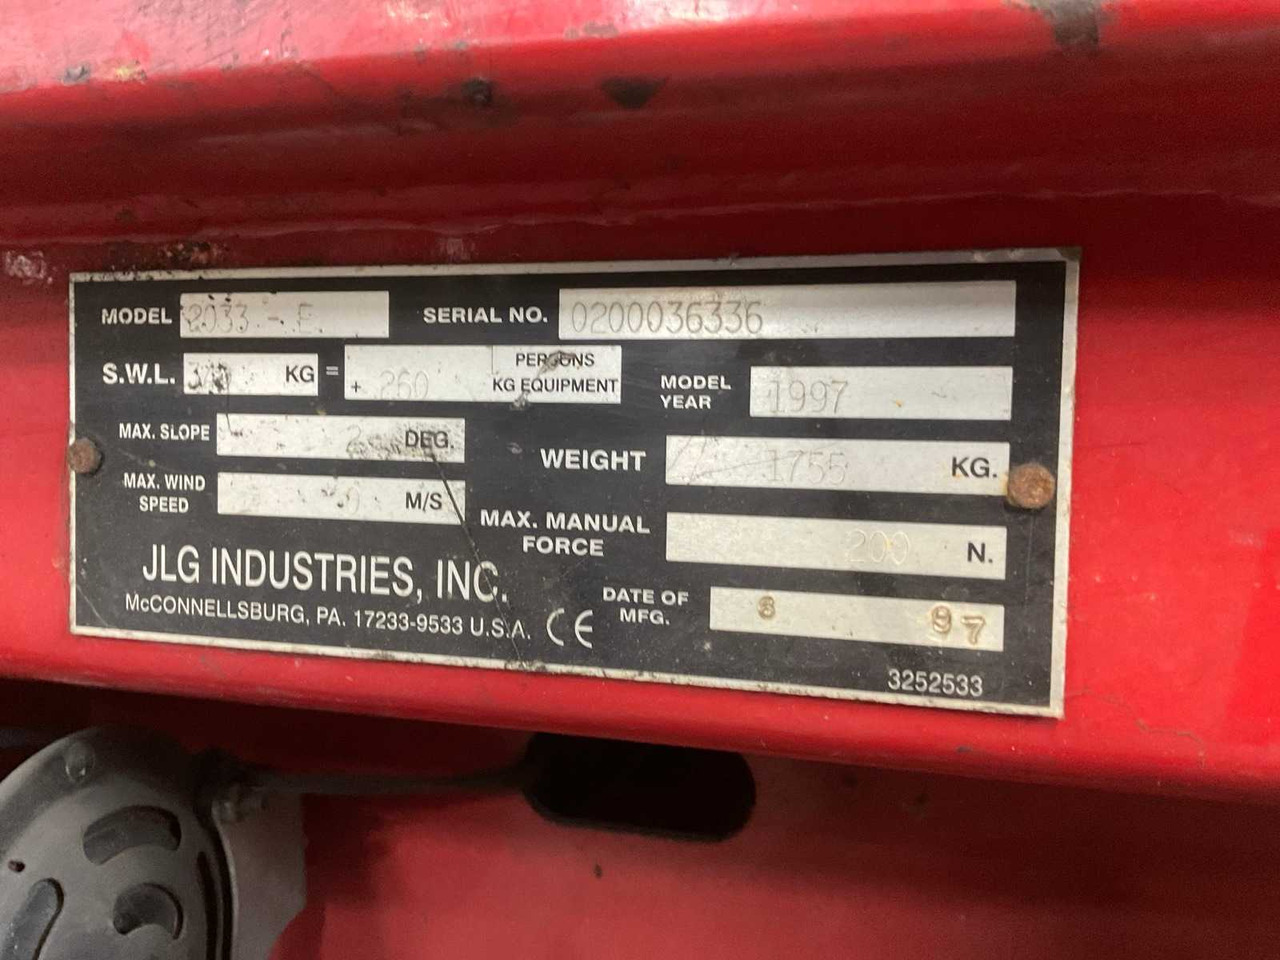 MODEL 2033 - E SERIAL NO. 0200036336
S.W.L. KG = PERSONS
+ 260 KG EQUIPMENT
MODEL YEAR 1997
MAX. SLOPE 2 DEG.
WEIGHT 1755 KG.
MAX. WIND SPEED M/S
MAX. MANUAL FORCE 200 N.
JLG INDUSTRIES, INC.
McCONNELLSBURG, PA. 17233-9533 U.S.A. CE
DATE OF MFG. 97
3252533